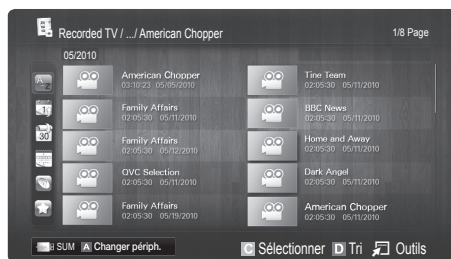 Recorded TV / .../ American Chopper
1/8 Page
05/2010
American Chopper
03:10:23 05/05/2010
Family Affairs
02:05:30 05/11/2010
Family Affairs
02:05:30 05/12/2010
QVC Selection
02:05:30 05/11/2010
Family Affairs
02:05:30 05/19/2010
Tine Team
02:05:30 05/11/2010
BBC News
02:05:30 05/11/2010
Home and Away
02:05:30 05/11/2010
Dark Angel
02:05:30 05/11/2010
American Chopper
02:05:30 05/11/2010
A Z
1
30
SUM A Changer périph.
C Sélectionner D Tri Outils